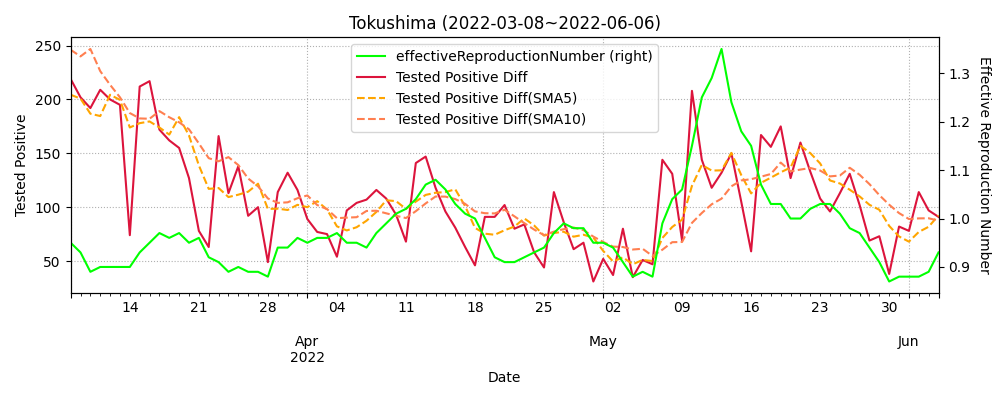 Tokushima (2022-03-08~2022-06-06)
effectiveReproductionNumber (right)
Tested Positive Diff
Tested Positive Diff(SMA5)
Tested Positive Diff(SMA10)
Tested Positive
250
200
150
100
50
1.3
1.2
1.1
1.0
0.9
Effective Reproduction Number
14 21 28 04 11 18 25 02 09 16 23 30
Apr May Jun
2022
Date